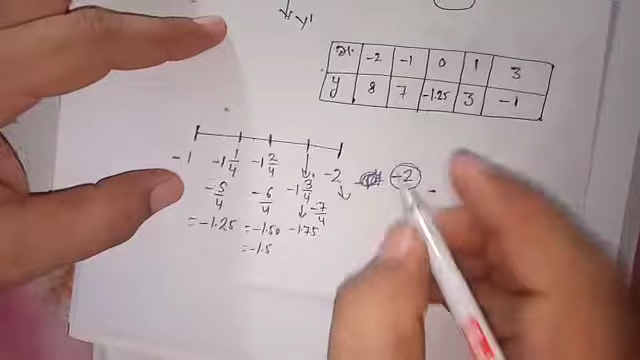 y'
x -2 -1 0 1 3
y 8 7 -1.25 3 -1
-1 -1 1/4 -1 2/4 -1 3/4 -2 -2
-5/4 -6/4 -7/4
=-1.25 =-1.50 -1.75
=-1.5